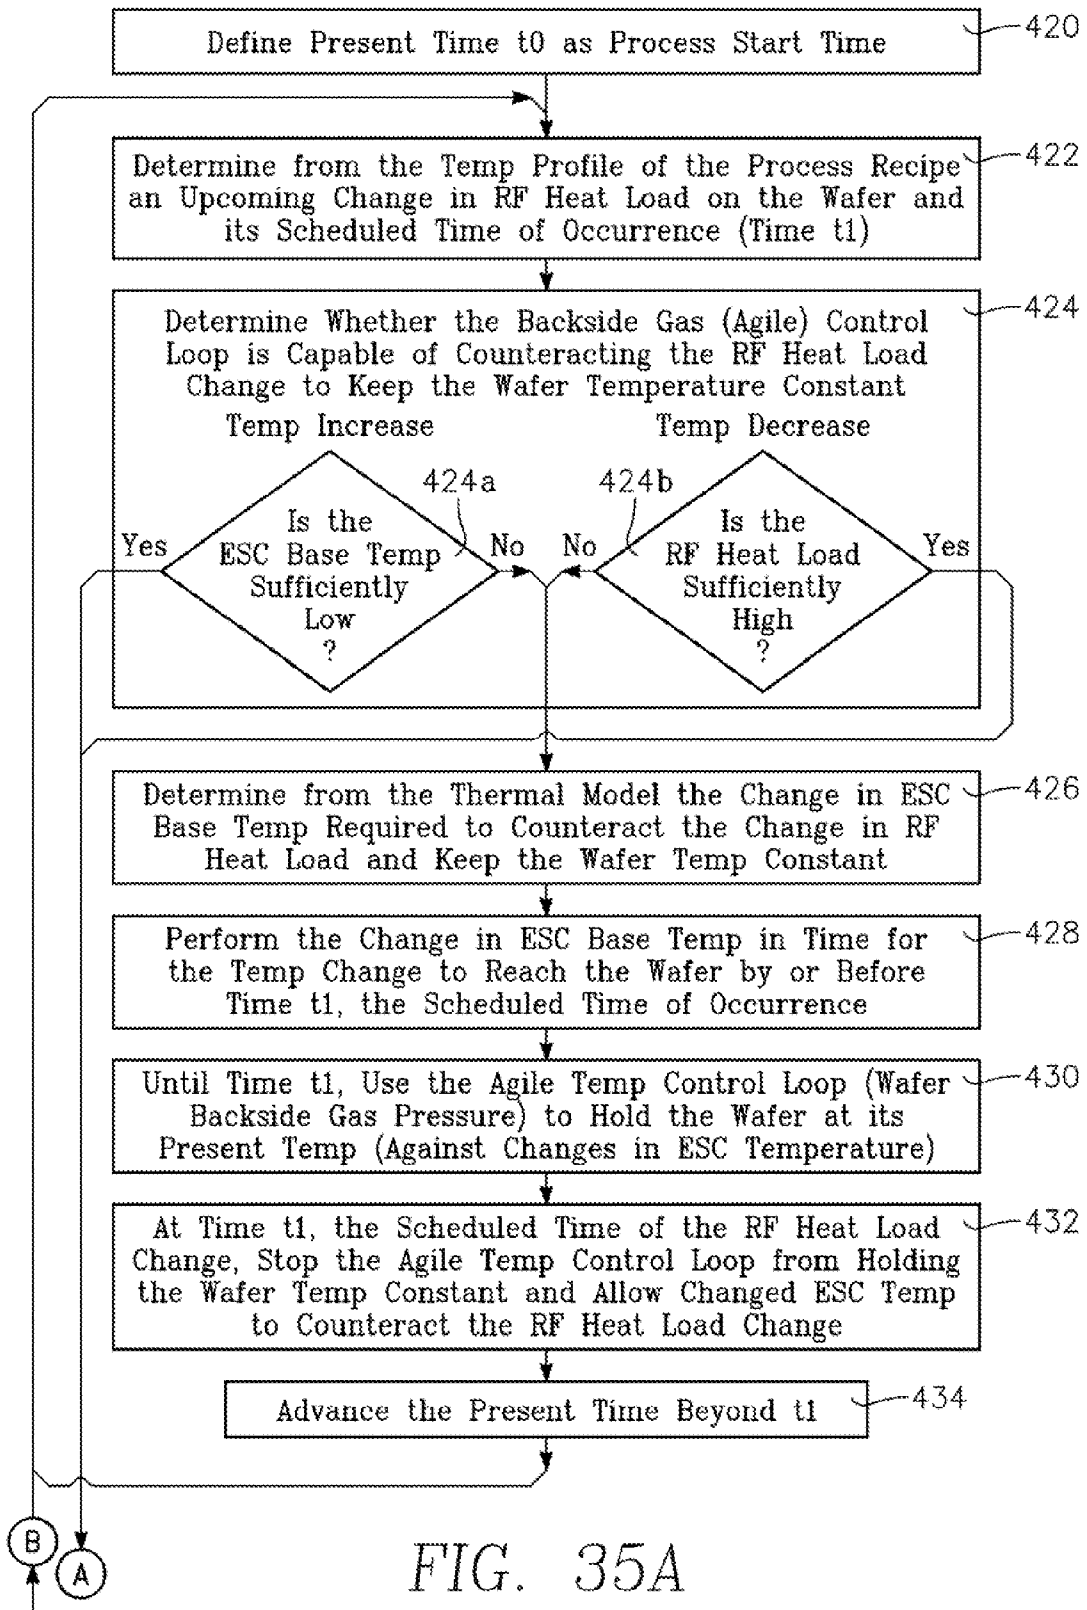 Define Present Time t0 as Process Start Time
420
Determine from the Temp Profile of the Process Recipe
an Upcoming Change in RF Heat Load on the Wafer and
its Scheduled Time of Occurrence (Time t1)
422
Determine Whether the Backside Gas (Agile) Control
Loop is Capable of Counteracting the RF Heat Load
Change to Keep the Wafer Temperature Constant
424
Temp Increase
Temp Decrease
424a
424b
Yes
Is the
ESC Base Temp
Sufficiently
Low
?
No
No
Is the
RF Heat Load
Sufficiently
High
?
Yes
Determine from the Thermal Model the Change in ESC
Base Temp Required to Counteract the Change in RF
Heat Load and Keep the Wafer Temp Constant
426
Perform the Change in ESC Base Temp in Time for
the Temp Change to Reach the Wafer by or Before
Time t1, the Scheduled Time of Occurrence
428
Until Time t1, Use the Agile Temp Control Loop (Wafer
Backside Gas Pressure) to Hold the Wafer at its
Present Temp (Against Changes in ESC Temperature)
430
At Time t1, the Scheduled Time of the RF Heat Load
Change, Stop the Agile Temp Control Loop from Holding
the Wafer Temp Constant and Allow Changed ESC Temp
to Counteract the RF Heat Load Change
432
Advance the Present Time Beyond t1
434
B
A
FIG. 35A